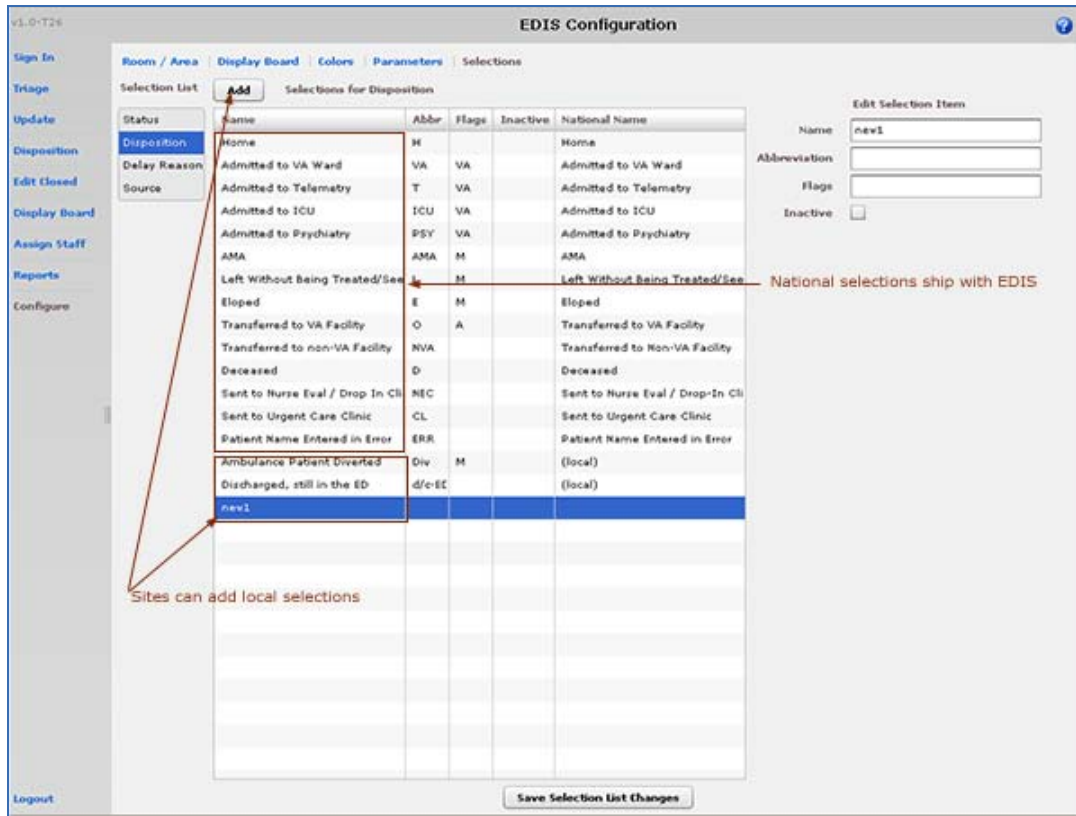 v1.0-T26
EDIS Configuration
?
Sign In
Triage
Update
Disposition
Edit Closed
Display Board
Assign Staff
Reports
Configure
Logout
Room / Area | Display Board | Colors | Parameters | Selections
Selection List Add Selections for Disposition
Status
Disposition
Delay Reason
Source
Name Abbr Flags Inactive National Name
Home H Home
Admitted to VA Ward VA VA Admitted to VA Ward
Admitted to Telemetry T VA Admitted to Telemetry
Admitted to ICU ICU VA Admitted to ICU
Admitted to Psychiatry PSY VA Admitted to Psychiatry
AMA AMA M AMA
Left Without Being Treated/See L M Left Without Being Treated/See
Eloped E M Eloped
Transferred to VA Facility O A Transferred to VA Facility
Transferred to non-VA Facility NVA Transferred to Non-VA Facility
Deceased D Deceased
Sent to Nurse Eval / Drop In Cli NEC Sent to Nurse Eval / Drop-In Cli
Sent to Urgent Care Clinic CL Sent to Urgent Care Clinic
Patient Name Entered in Error ERR Patient Name Entered in Error
Ambulance Patient Diverted Div M (local)
Discharged, still in the ED d/c-EC (local)
new1
Edit Selection Item
Name new1
Abbreviation
Flags
Inactive
National selections ship with EDIS
Sites can add local selections
Save Selection List Changes